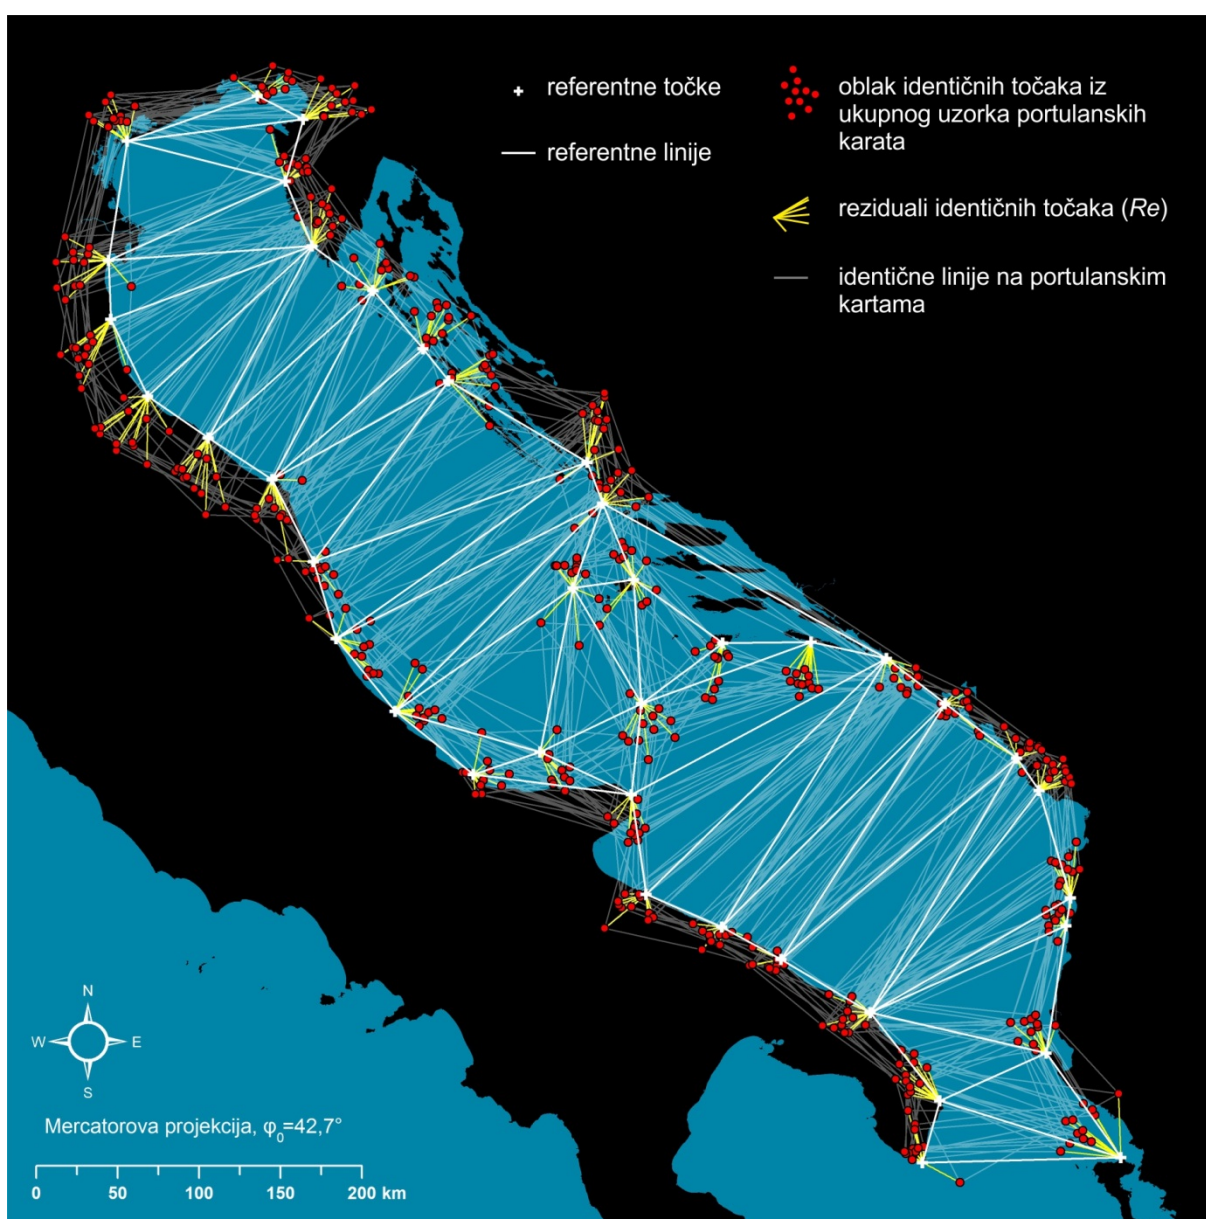 referentne točke
referentne linije
oblak identičnih točaka iz
ukupnog uzorka portulanskih
karata
reziduali identičnih točaka (Re)
identične linije na portulanskim
kartama
N
W E
S
Mercatorova projekcija, φ₀=42,7°
0 50 100 150 200 km